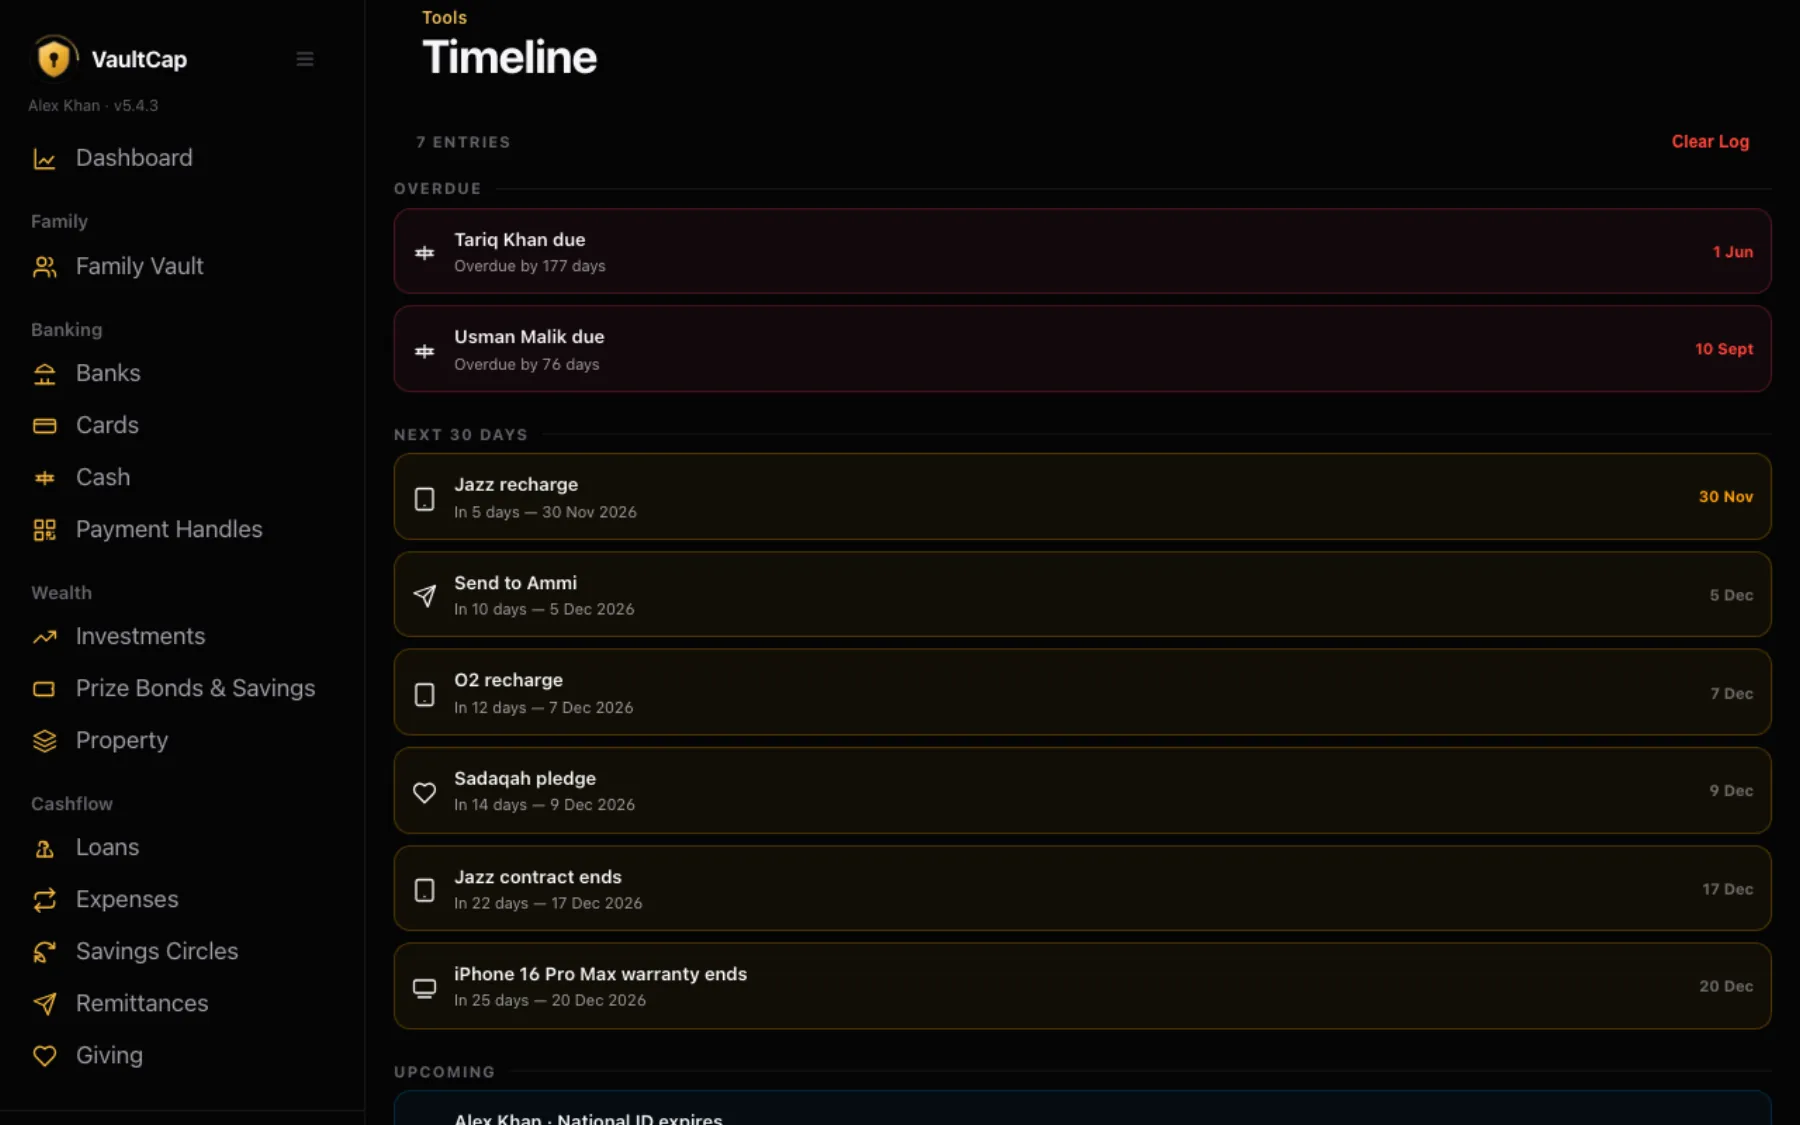 VaultCap
Alex Khan · v5.4.3
Dashboard
Family
Family Vault
Banking
Banks
Cards
Cash
Payment Handles
Wealth
Investments
Prize Bonds & Savings
Property
Cashflow
Loans
Expenses
Savings Circles
Remittances
Giving
Tools
Timeline
7 ENTRIES
Clear Log
OVERDUE
Tariq Khan due
Overdue by 177 days
1 Jun
Usman Malik due
Overdue by 76 days
10 Sept
NEXT 30 DAYS
Jazz recharge
In 5 days — 30 Nov 2026
30 Nov
Send to Ammi
In 10 days — 5 Dec 2026
5 Dec
O2 recharge
In 12 days — 7 Dec 2026
7 Dec
Sadaqah pledge
In 14 days — 9 Dec 2026
9 Dec
Jazz contract ends
In 22 days — 17 Dec 2026
17 Dec
iPhone 16 Pro Max warranty ends
In 25 days — 20 Dec 2026
20 Dec
UPCOMING
Alex Khan · National ID expires